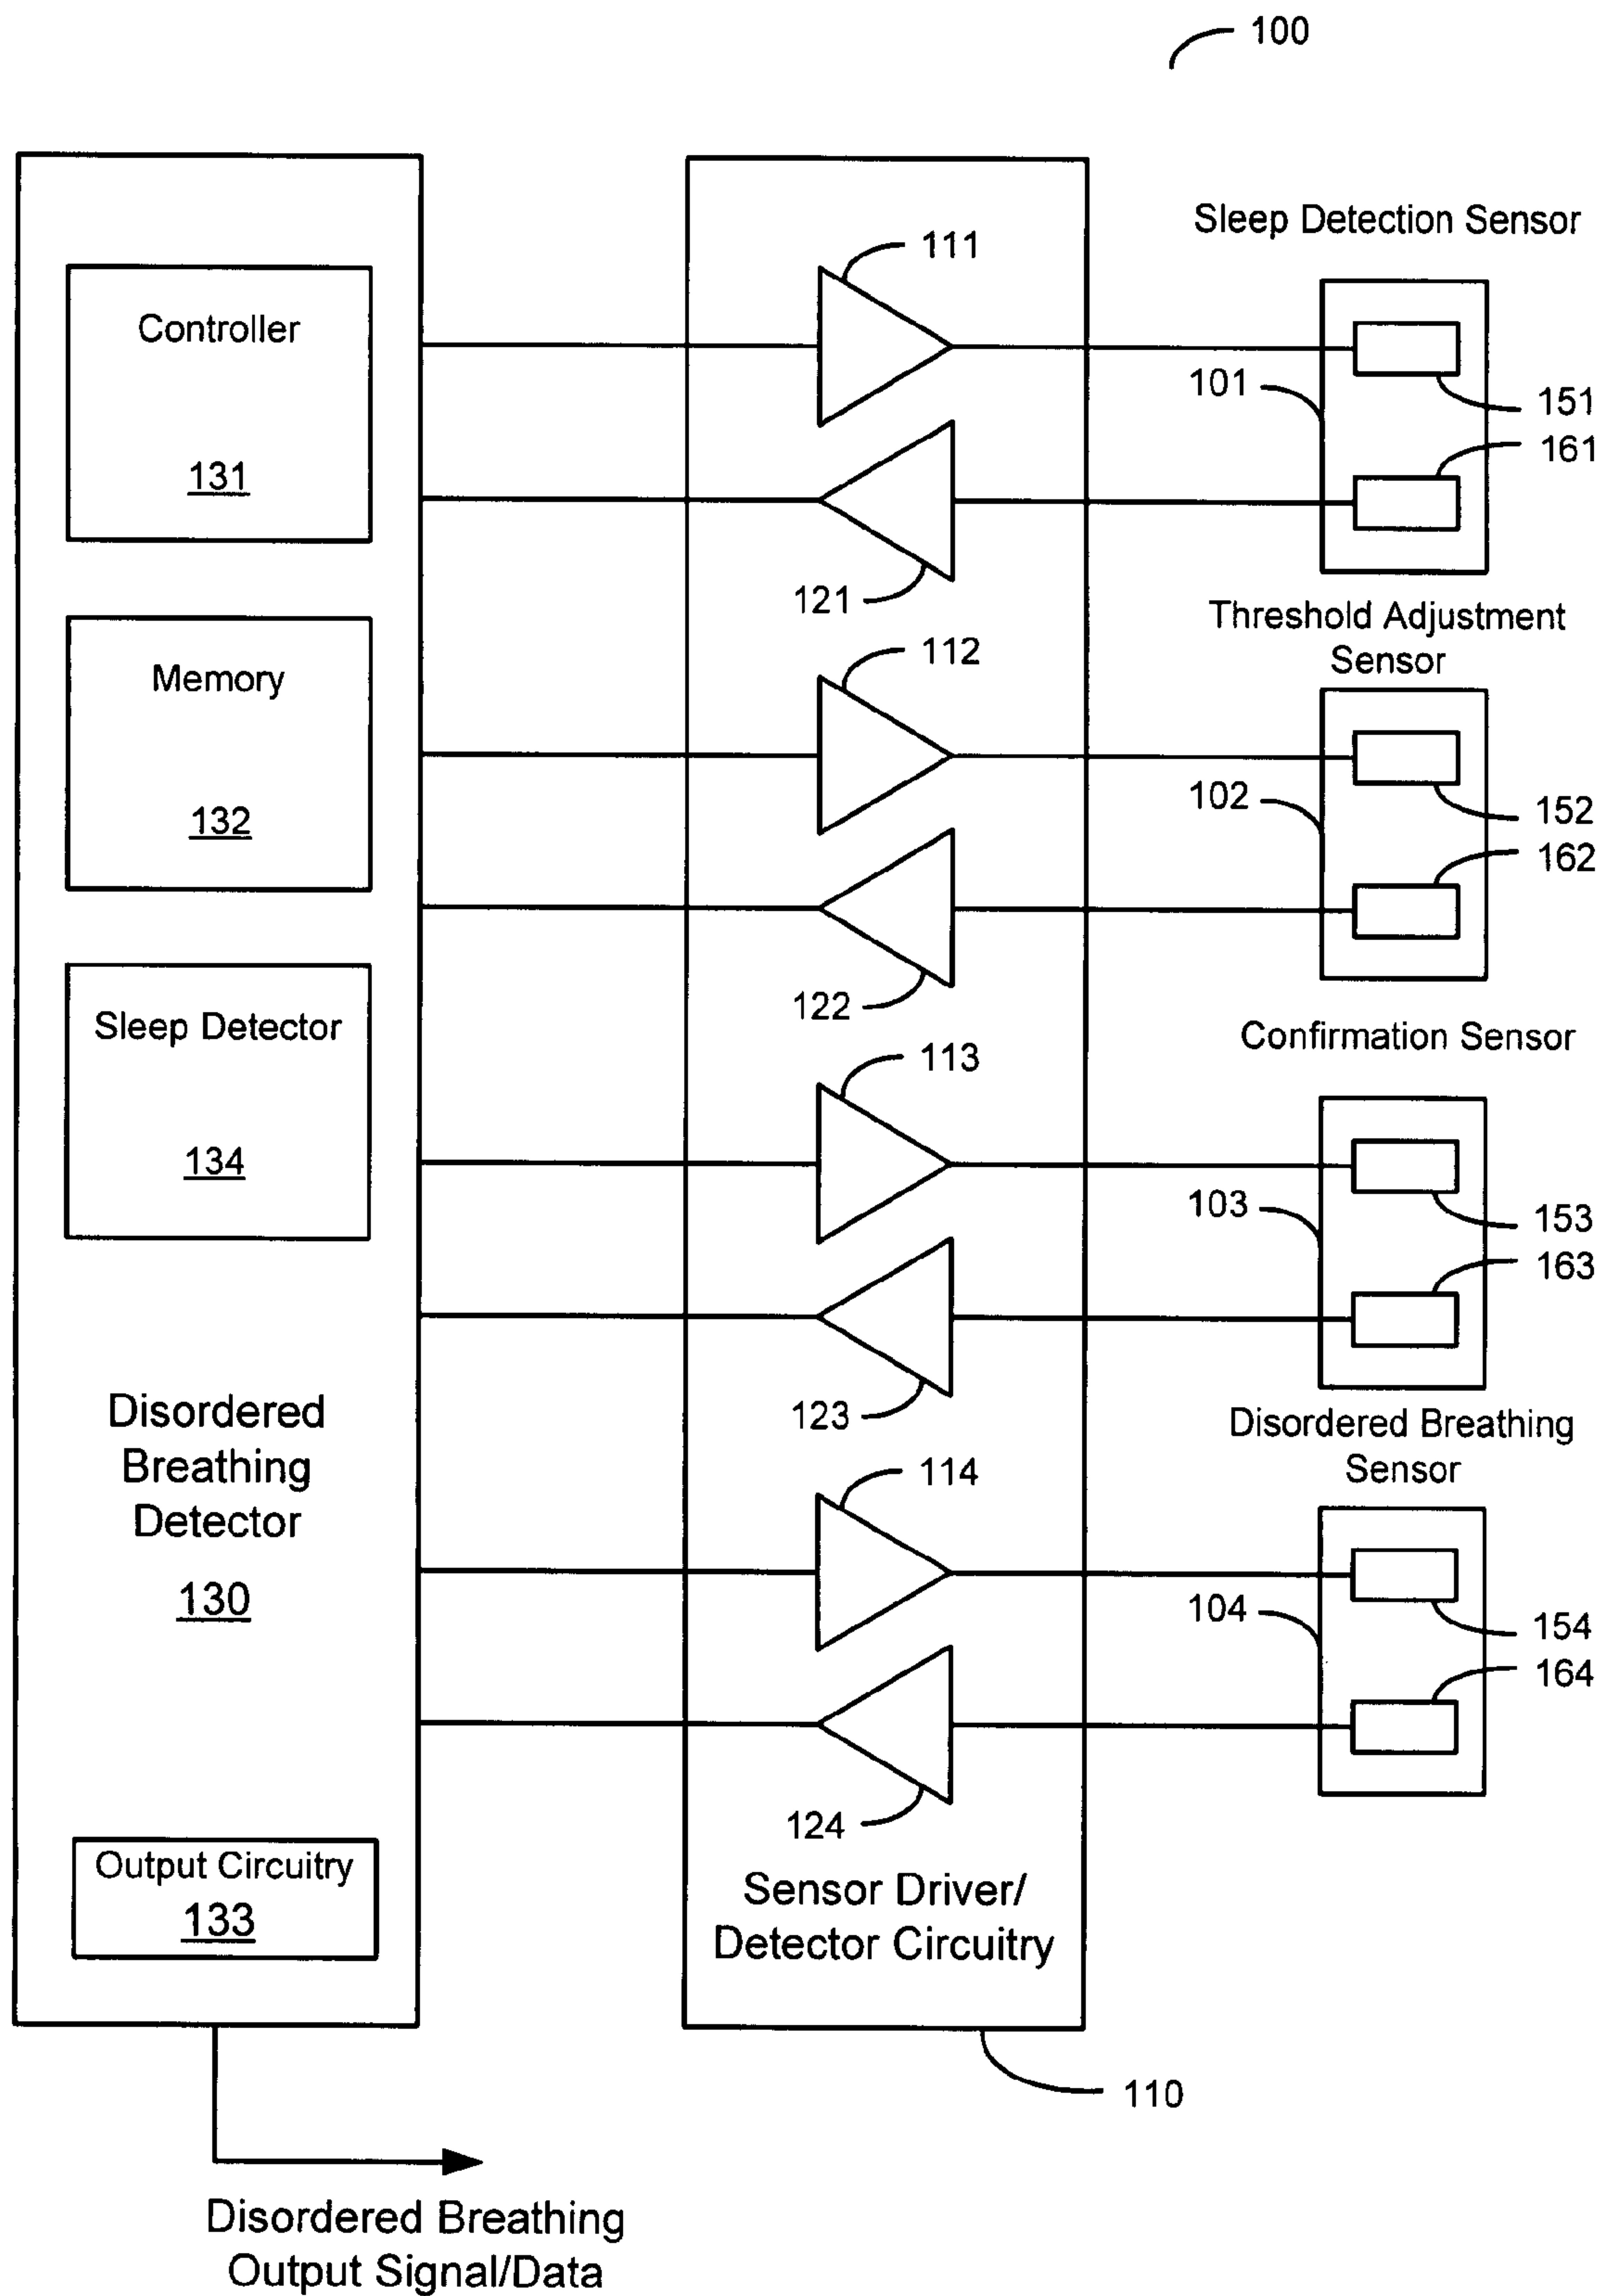 100
Sleep Detection Sensor
111
Controller
131
101
151
161
121
Threshold Adjustment
Sensor
112
Memory
132
102
152
162
122
Confirmation Sensor
113
Sleep Detector
134
103
153
163
123
Disordered Breathing
Sensor
Disordered
Breathing
Detector
130
114
104
154
164
124
Output Circuitry
133
Sensor Driver/
Detector Circuitry
110
Disordered Breathing
Output Signal/Data